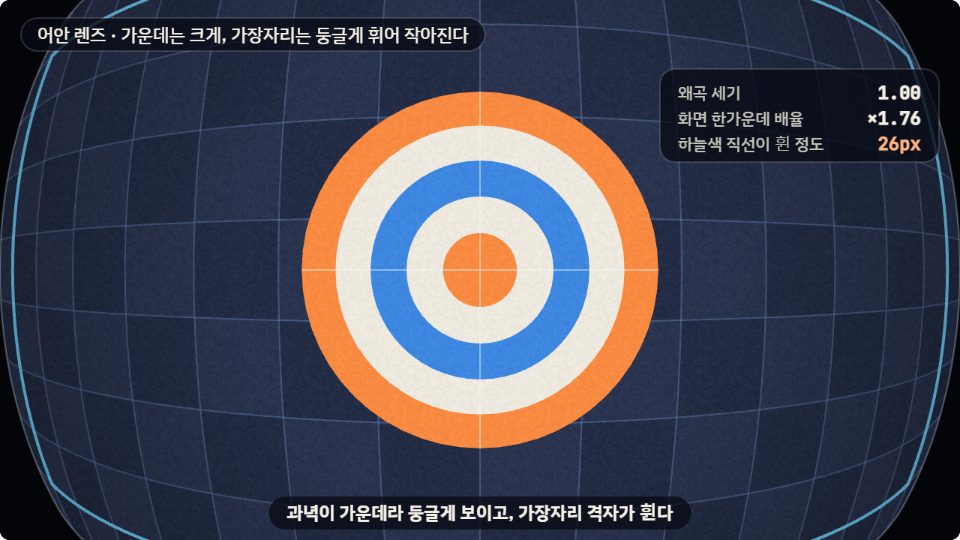 어안 렌즈 · 가운데는 크게, 가장자리는 둥글게 휘어 작아진다
왜곡 세기 1.00
화면 한가운데 배율 ×1.76
하늘색 직선이 휜 정도 26px
과녁이 가운데라 둥글게 보이고, 가장자리 격자가 휜다